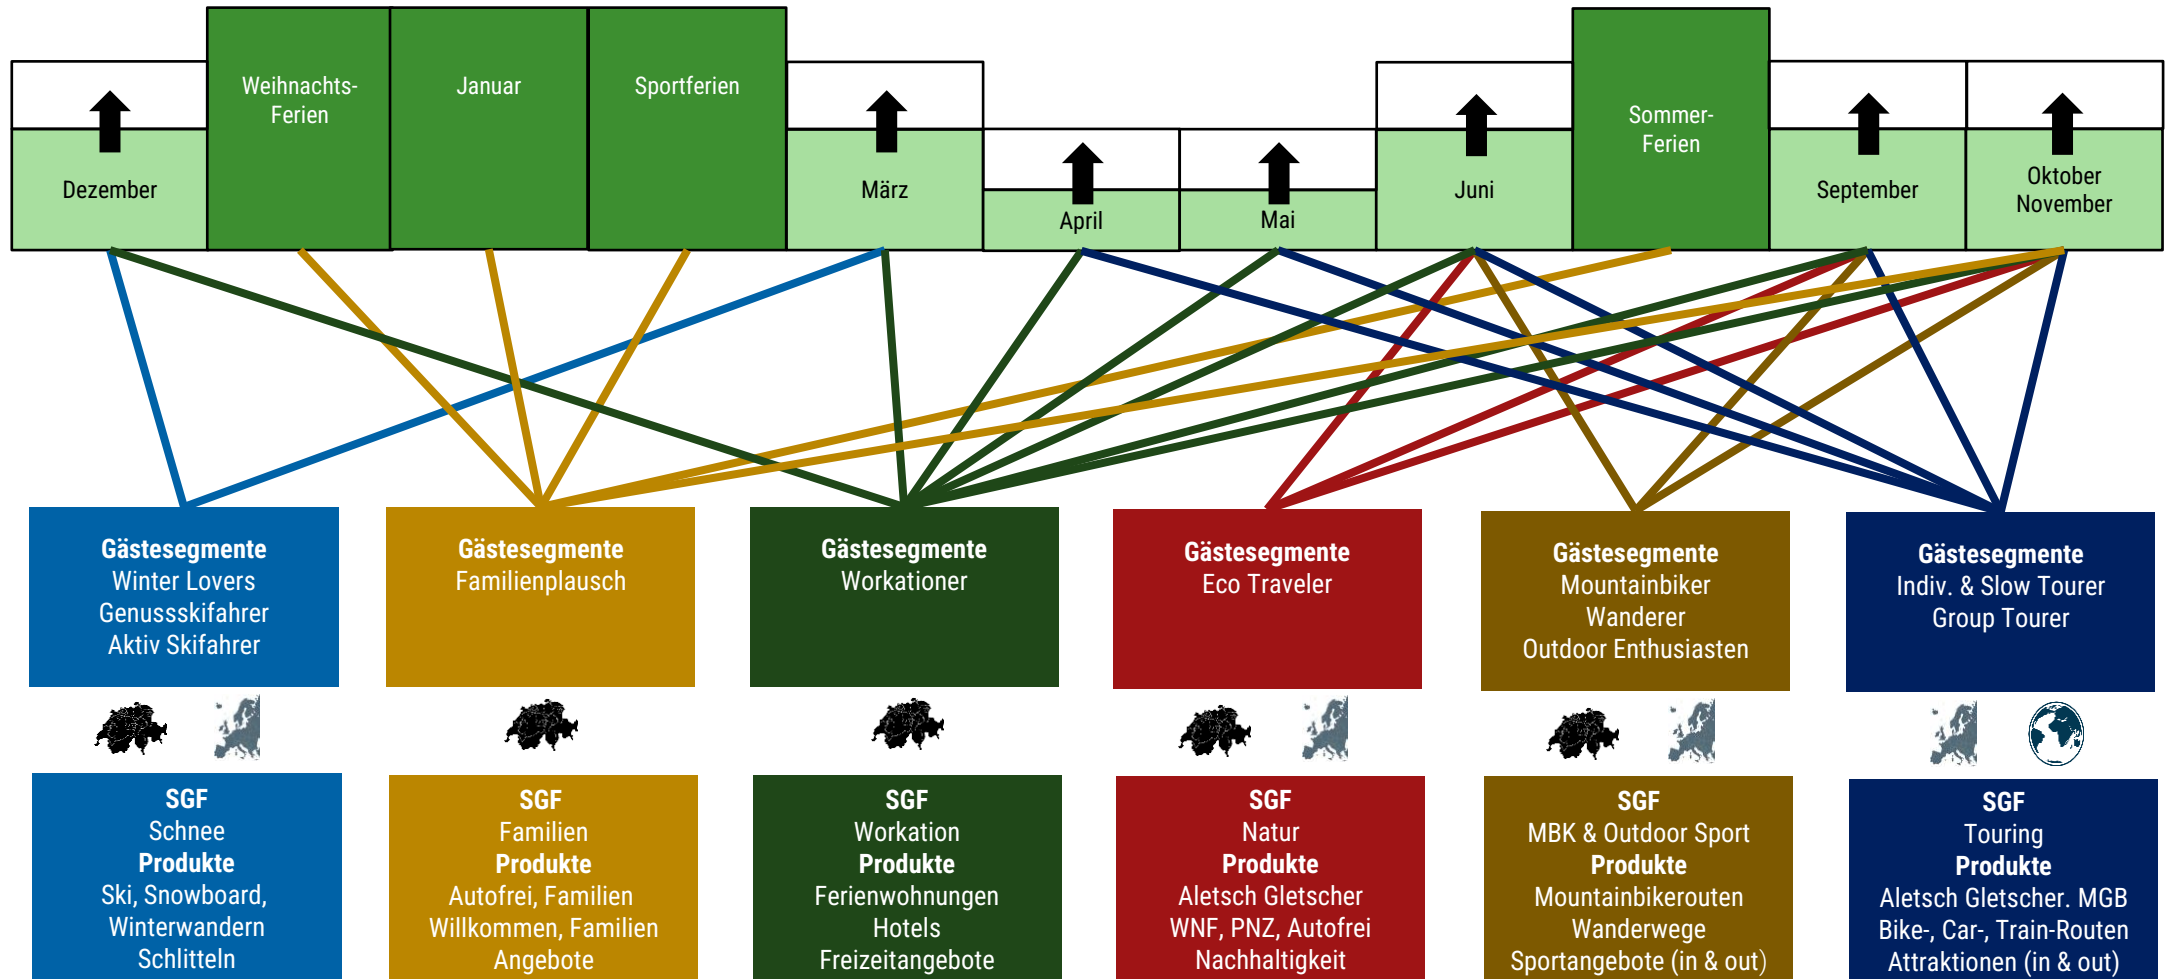 Dezember
Weihnachts-
Ferien
Januar
Sportferien
März
April
Mai
Juni
Sommer-
Ferien
September
Oktober
November
Gästesegmente
Winter Lovers
Genussskifahrer
Aktiv Skifahrer
Gästesegmente
Familienplausch
Gästesegmente
Workationer
Gästesegmente
Eco Traveler
Gästesegmente
Mountainbiker
Wanderer
Outdoor Enthusiasten
Gästesegmente
Indiv. & Slow Tourer
Group Tourer
SGF
Schnee
Produkte
Ski, Snowboard,
Winterwandern
Schlitteln
SGF
Familien
Produkte
Autofrei, Familien
Willkommen, Familien
Angebote
SGF
Workation
Produkte
Ferienwohnungen
Hotels
Freizeitangebote
SGF
Natur
Produkte
Aletsch Gletscher
WNF, PNZ, Autofrei
Nachhaltigkeit
SGF
MBK & Outdoor Sport
Produkte
Mountainbikerouten
Wanderwege
Sportangebote (in & out)
SGF
Touring
Produkte
Aletsch Gletscher. MGB
Bike-, Car-, Train-Routen
Attraktionen (in & out)